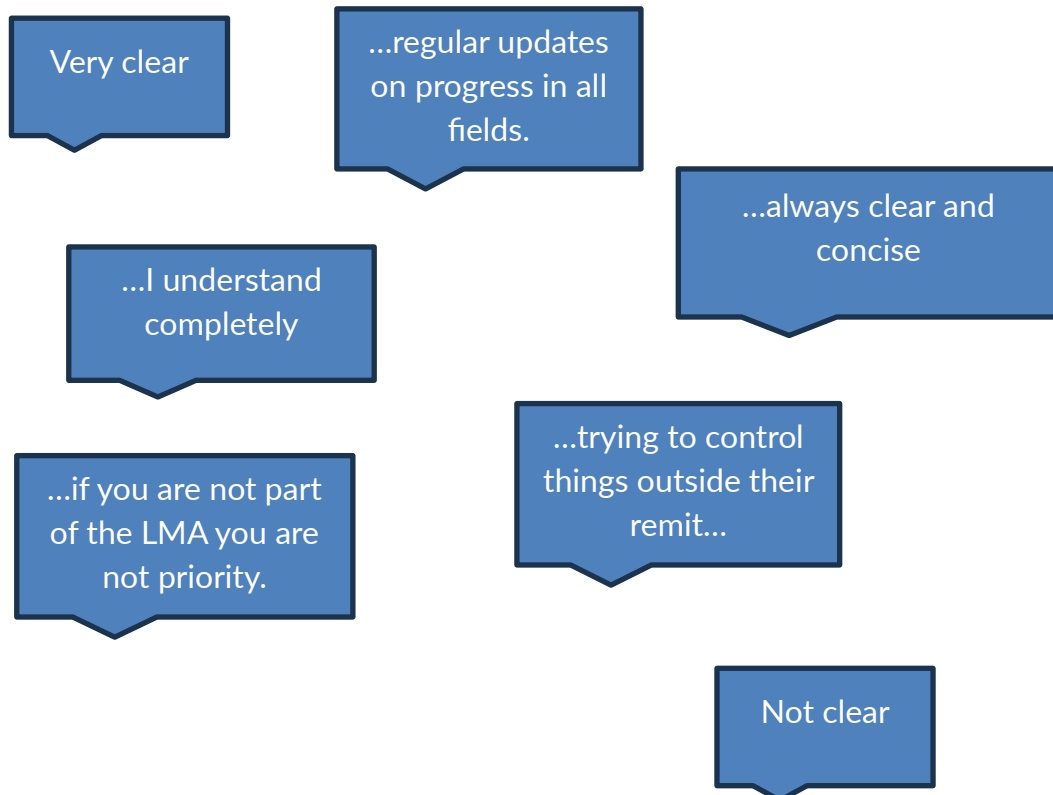 Very clear
…regular updates
on progress in all
fields.
…always clear and
concise
…I understand
completely
…trying to control
things outside their
remit…
…if you are not part
of the LMA you are
not priority.
Not clear